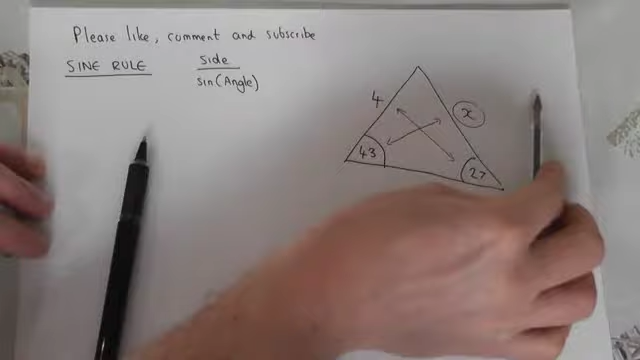 Please like, comment and subscribe
SINE RULE
Side
sin(Angle)
4
x
43
27